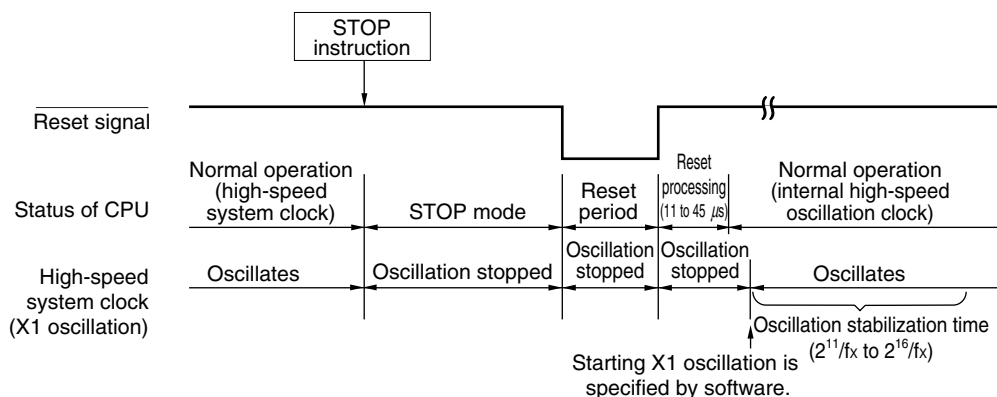 STOP
instruction
Reset signal
Status of CPU
Normal operation
(high-speed
system clock)
STOP mode
Reset
period
Reset
processing
(11 to 45 μs)
Normal operation
(internal high-speed
oscillation clock)
High-speed
system clock
(X1 oscillation)
Oscillates
Oscillation stopped
Oscillation
stopped
Oscillation
stopped
Oscillates
Oscillation stabilization time
(2¹¹/fX to 2¹⁶/fX)
Starting X1 oscillation is
specified by software.